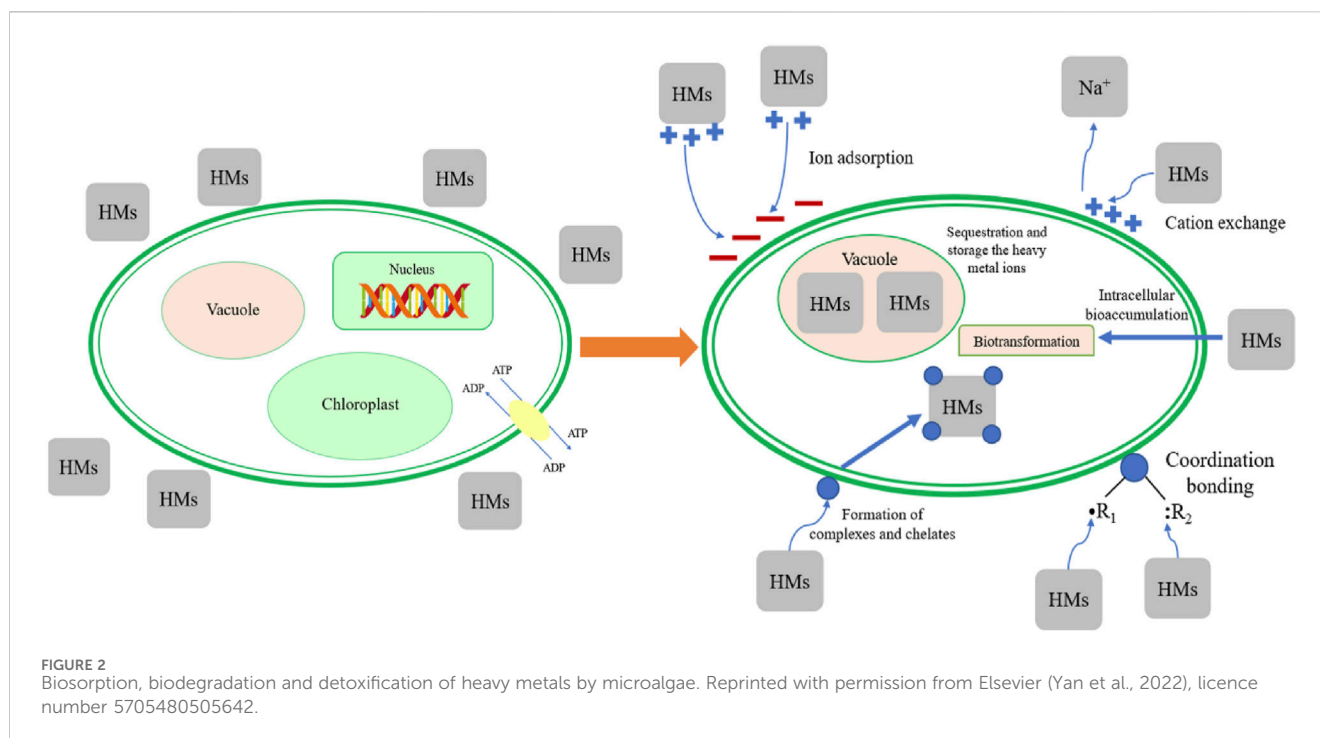 HMs
HMs
HMs
HMs
Vacuole
Nucleus
Chloroplast
ATP
ADP
ATP
ADP
HMs
HMs
HMs
HMs
HMs
Ion adsorption
Na+
HMs
Cation exchange
Sequestration and
storage the heavy
metal ions
Vacuole
HMs
HMs
Intracellular
bioaccumulation
Biotransformation
HMs
HMs
Formation of
complexes and chelates
HMs
Coordination
bonding
•R1
:R2
HMs
HMs
FIGURE 2
Biosorption, biodegradation and detoxification of heavy metals by microalgae. Reprinted with permission from Elsevier (Yan et al., 2022), licence
number 5705480505642.